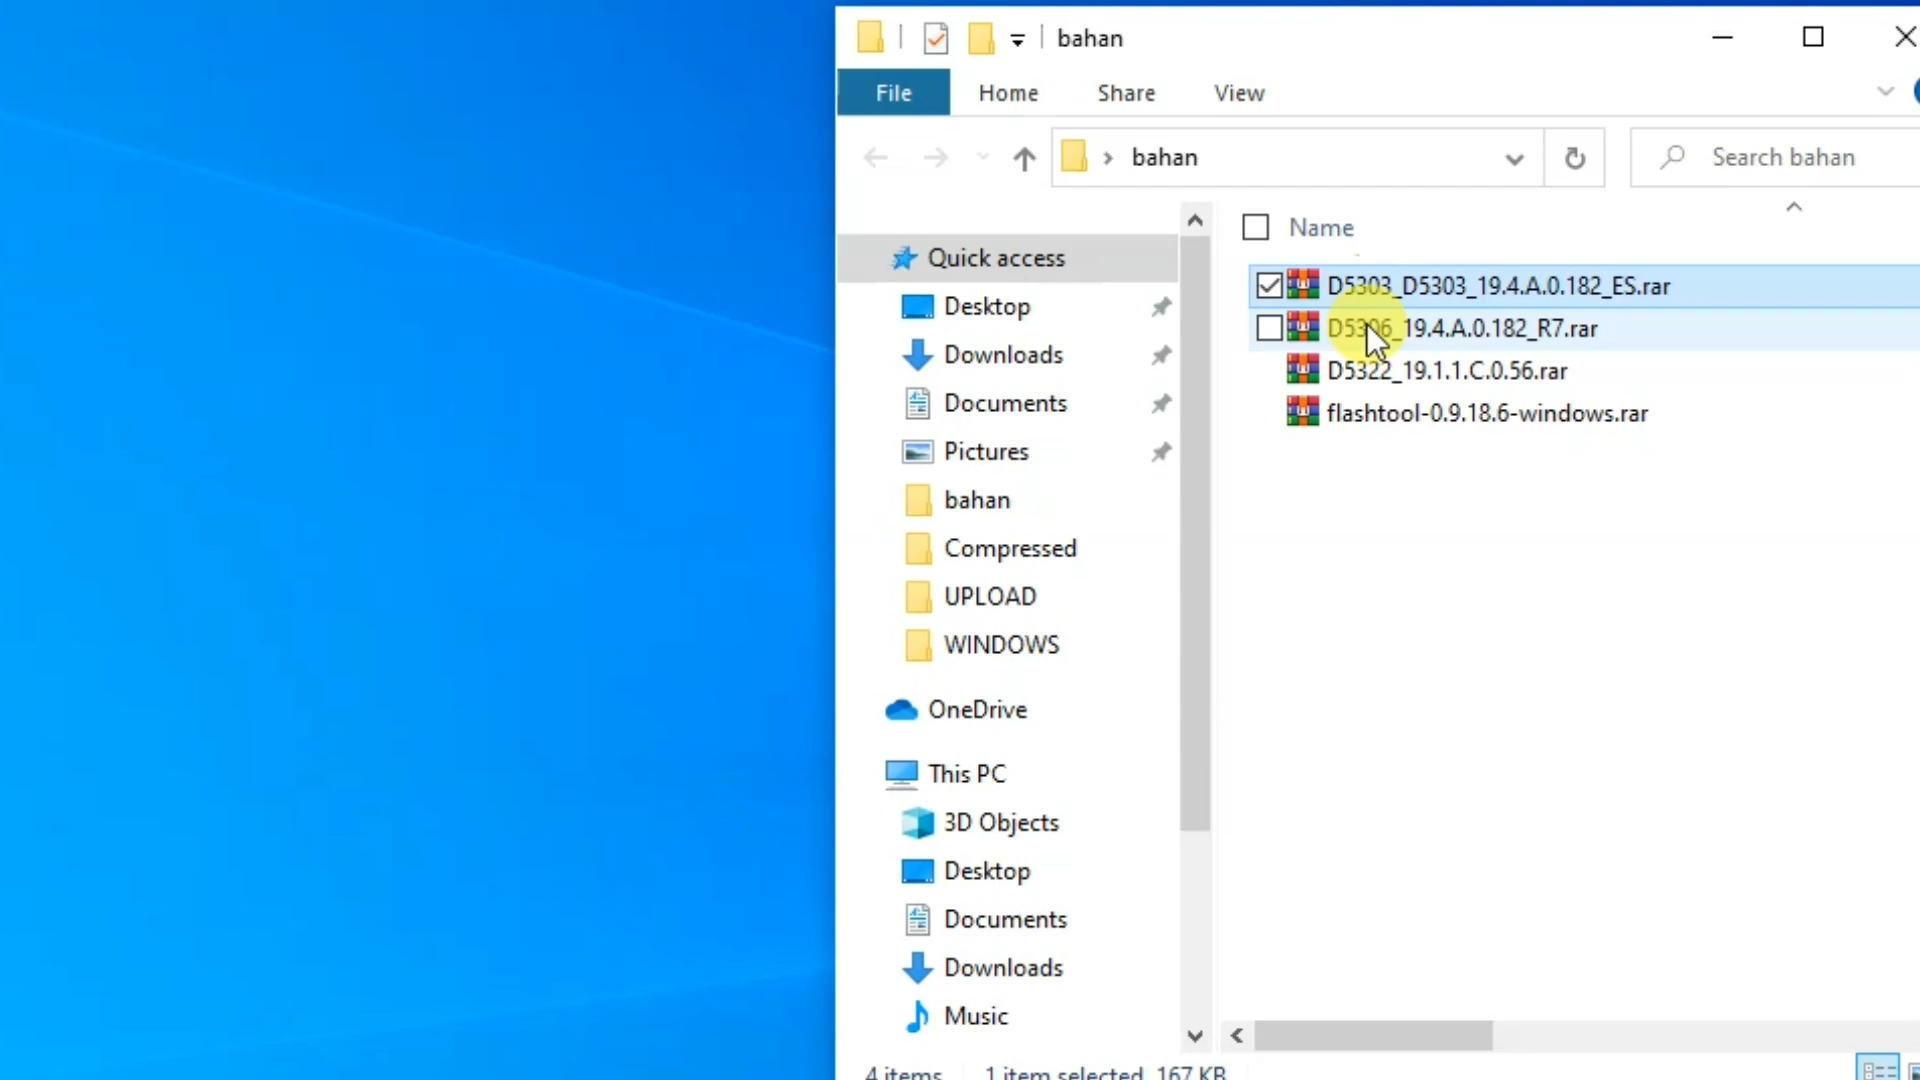 bahan
File Home Share View
bahan
Search bahan
Name
Quick access
Desktop
Downloads
Documents
Pictures
bahan
Compressed
UPLOAD
WINDOWS
OneDrive
This PC
3D Objects
Desktop
Documents
Downloads
Music
D5303_D5303_19.4.A.0.182_ES.rar
D5306_19.4.A.0.182_R7.rar
D5322_19.1.1.C.0.56.rar
flashtool-0.9.18.6-windows.rar
4 items 1 item selected 167 KB